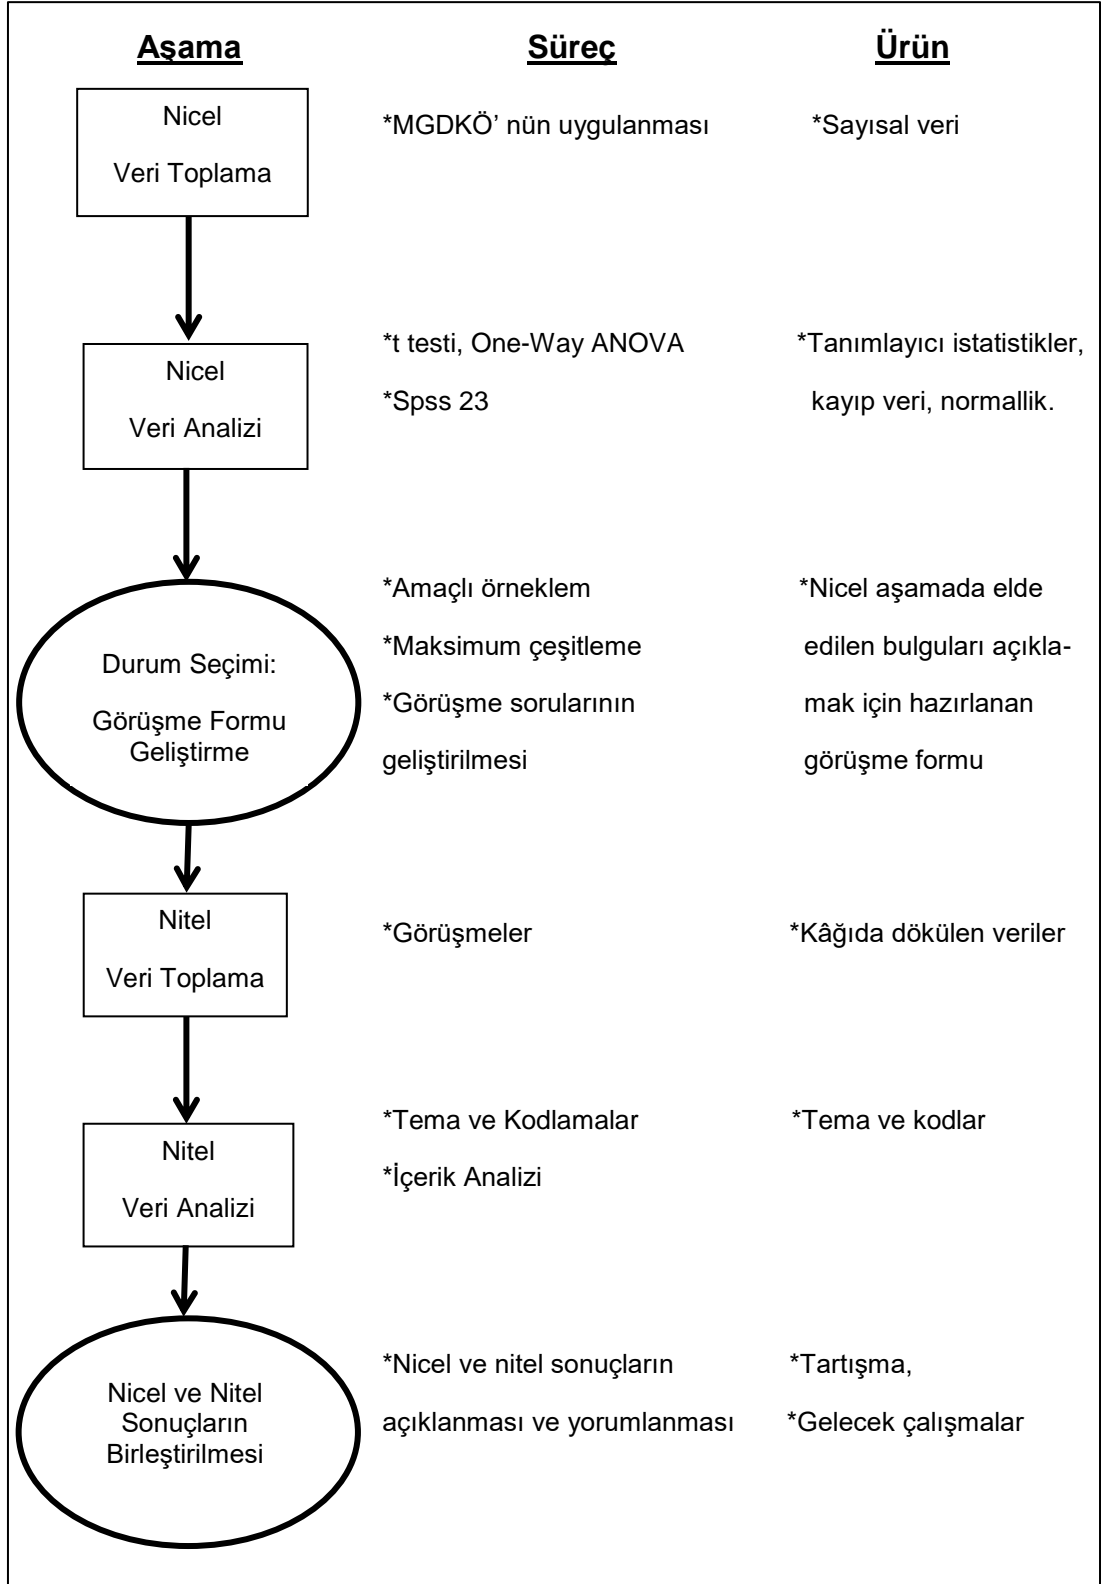 Aşama Süreç Ürün
Nicel
Veri Toplama
*MGDKÖ’ nün uygulanması
*Sayısal veri
Nicel
Veri Analizi
*t testi, One-Way ANOVA
*Spss 23
*Tanımlayıcı istatistikler,
kayıp veri, normallik.
Durum Seçimi:
Görüşme Formu
Geliştirme
*Amaçlı örneklem
*Maksimum çeşitleme
*Görüşme sorularının
geliştirilmesi
*Nicel aşamada elde
edilen bulguları açıkla-
mak için hazırlanan
görüşme formu
Nitel
Veri Toplama
*Görüşmeler
*Kâğıda dökülen veriler
Nitel
Veri Analizi
*Tema ve Kodlamalar
*İçerik Analizi
*Tema ve kodlar
Nicel ve Nitel
Sonuçların
Birleştirilmesi
*Nicel ve nitel sonuçların
açıklanması ve yorumlanması
*Tartışma,
*Gelecek çalışmalar